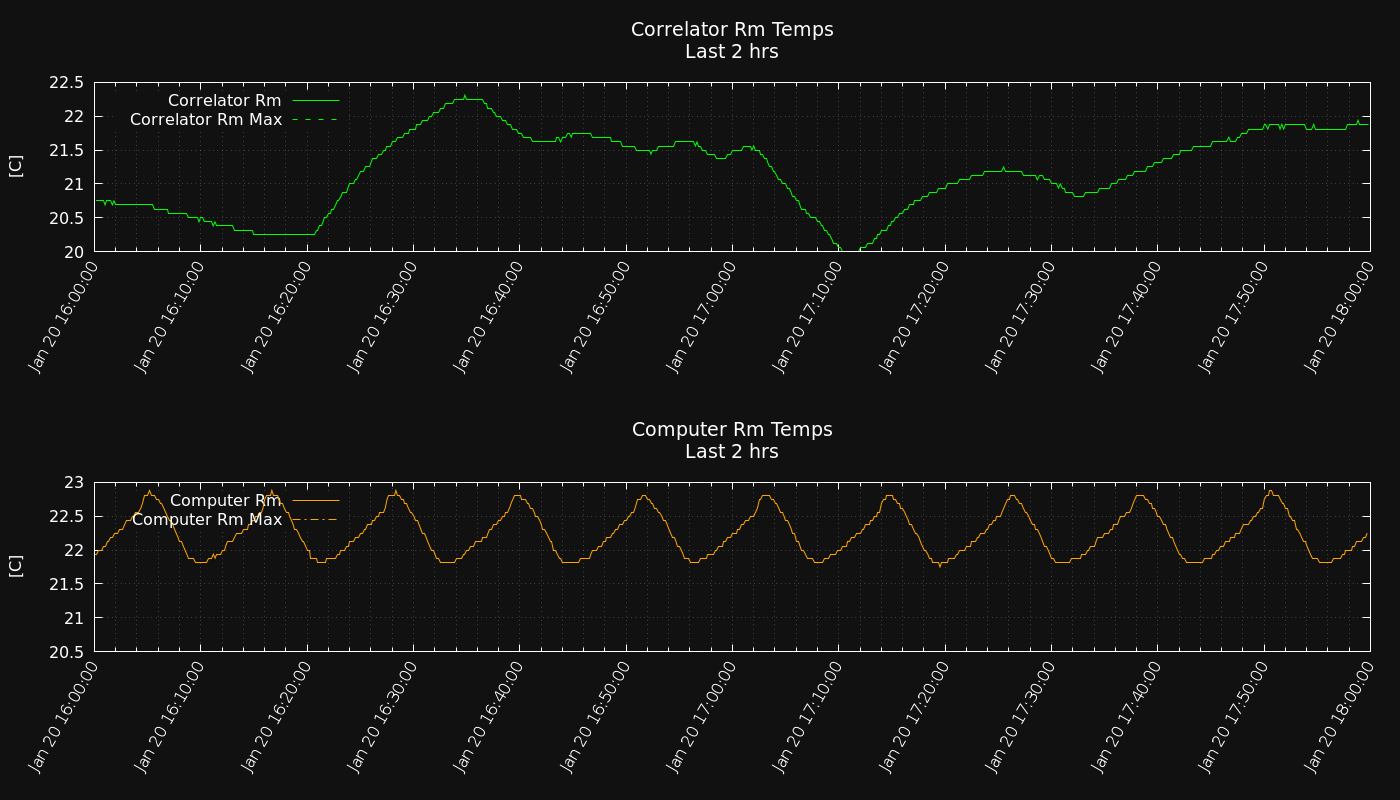 Correlator Rm Temps
Last 2 hrs
22.5
22
21.5
21
20.5
20
[C]
Correlator Rm
Correlator Rm Max
Jan 20 16:00:00
Jan 20 16:10:00
Jan 20 16:20:00
Jan 20 16:30:00
Jan 20 16:40:00
Jan 20 16:50:00
Jan 20 17:00:00
Jan 20 17:10:00
Jan 20 17:20:00
Jan 20 17:30:00
Jan 20 17:40:00
Jan 20 17:50:00
Jan 20 18:00:00
Computer Rm Temps
Last 2 hrs
23
22.5
22
21.5
21
20.5
[C]
Computer Rm
Computer Rm Max
Jan 20 16:00:00
Jan 20 16:10:00
Jan 20 16:20:00
Jan 20 16:30:00
Jan 20 16:40:00
Jan 20 16:50:00
Jan 20 17:00:00
Jan 20 17:10:00
Jan 20 17:20:00
Jan 20 17:30:00
Jan 20 17:40:00
Jan 20 17:50:00
Jan 20 18:00:00